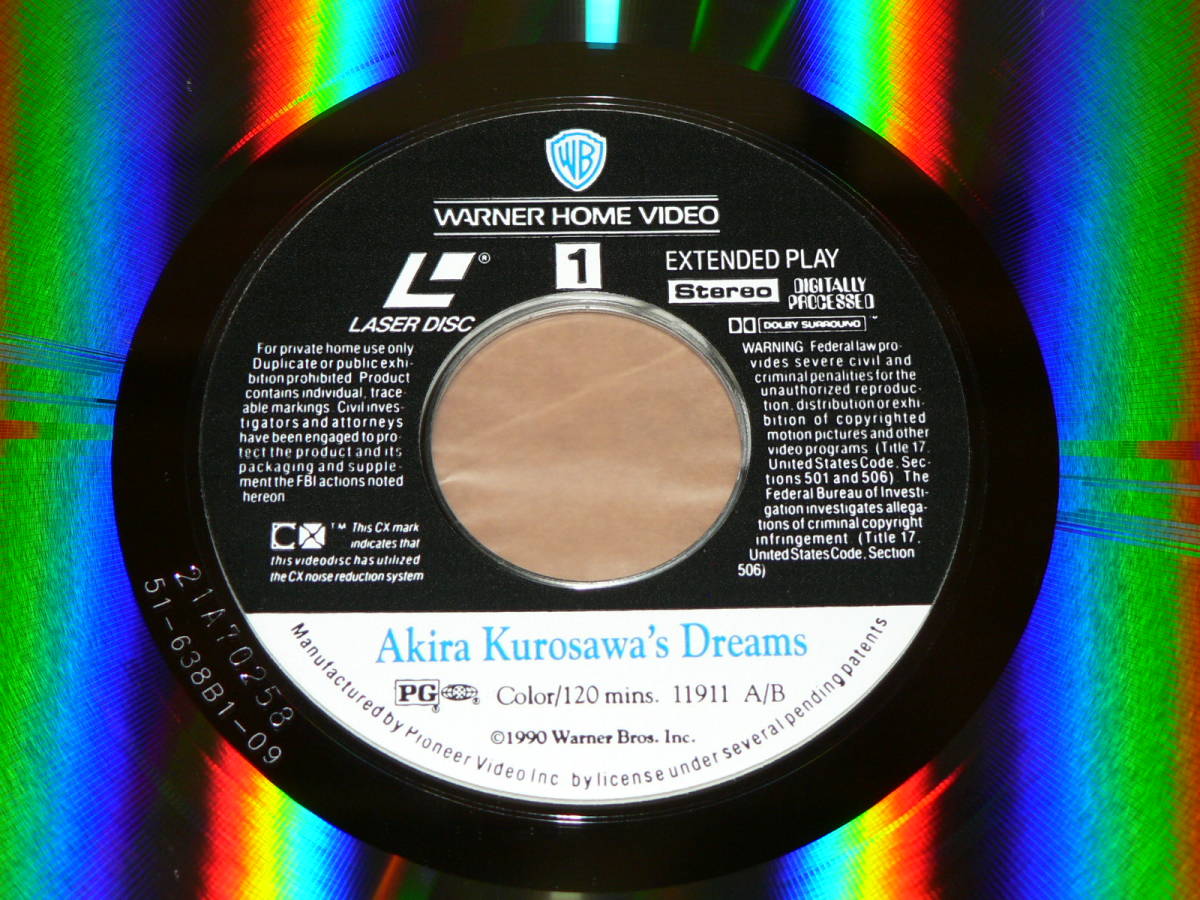 WB
WARNER HOME VIDEO
1
LASER DISC®
EXTENDED PLAY
Stereo
DIGITALLY
PROCESSED
DOLBY SURROUND™
For private home use only
Duplicate or public exhi-
bition prohibited. Product
contains individual, trace-
able markings. Civil inves-
tigators and attorneys
have been engaged to pro-
tect the product and its
packaging and supple-
ment the FBI actions noted
hereon
CX™ This CX mark
indicates that
this videodisc has utilized
the CX noise reduction system
WARNING Federal law pro-
vides severe civil and
criminal penalities for the
unauthorized reproduc-
tion, distribution or exhi-
bition of copyrighted
motion pictures and other
video programs (Title 17,
United States Code, Sec-
tions 501 and 506). The
Federal Bureau of Investi-
gation investigates allega-
tions of criminal copyright
infringement (Title 17,
United States Code, Section
506)
Akira Kurosawa's Dreams
PG® Color/120 mins. 11911 A/B
©1990 Warner Bros. Inc.
Manufactured by Pioneer Video Inc by license under several pending patents
21A70258
51-638B1-09